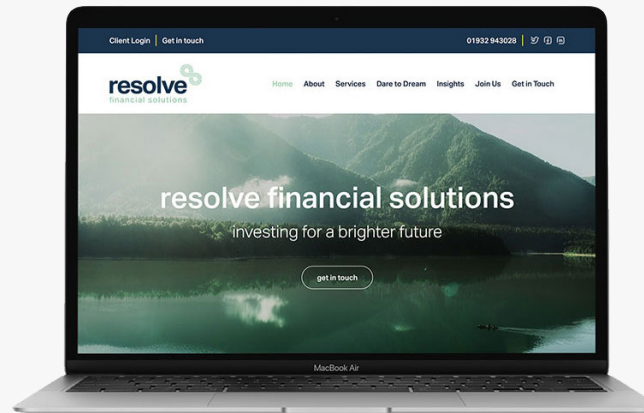 Client Login | Get in touch
01932 943028
resolve
financial solutions
Home About Services Dare to Dream Insights Join Us Get in Touch
resolve financial solutions
investing for a brighter future
get in touch
MacBook Air